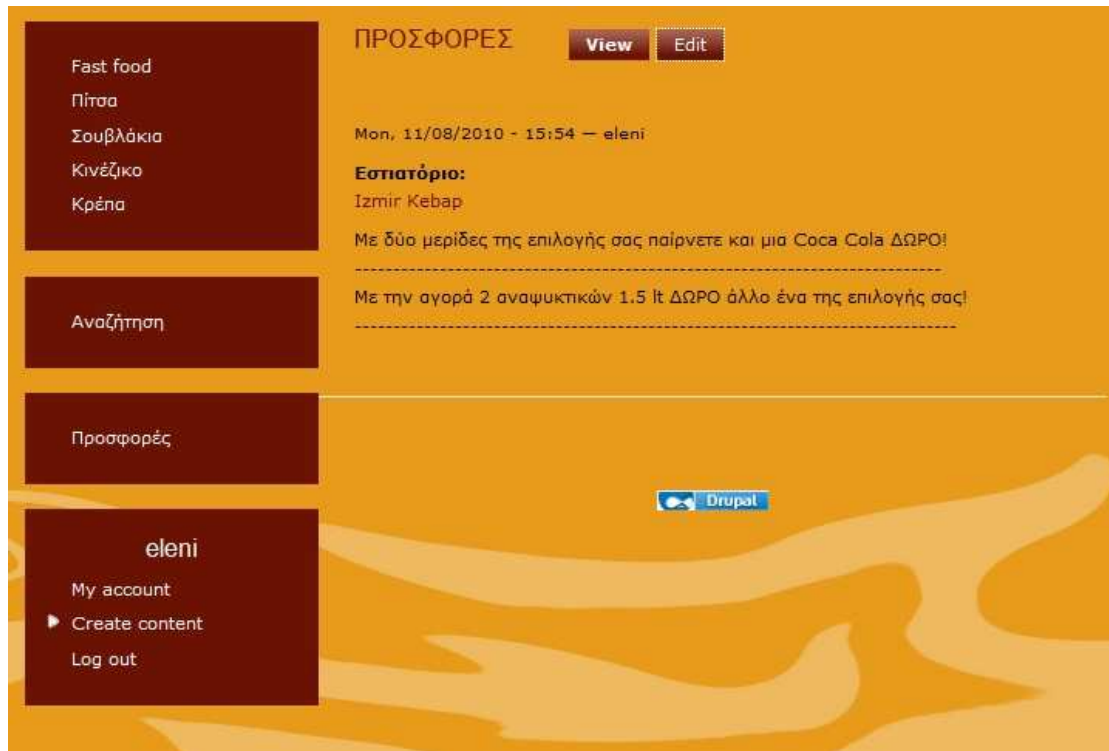 Fast food
Πίτσα
Σουβλάκια
Κινέζικο
Κρέπα
Αναζήτηση
Προσφορές
eleni
My account
Create content
Log out
ΠΡΟΣΦΟΡΕΣ View Edit
Mon, 11/08/2010 - 15:54 — eleni
Εστιατόριο:
Izmir Kebap
Με δύο μερίδες της επιλογής σας παίρνετε και μια Coca Cola ΔΩΡΟ!
---------------------------------------------------------------------------
Με την αγορά 2 αναψυκτικών 1.5 lt ΔΩΡΟ άλλο ένα της επιλογής σας!
-----------------------------------------------------------------------------
Drupal